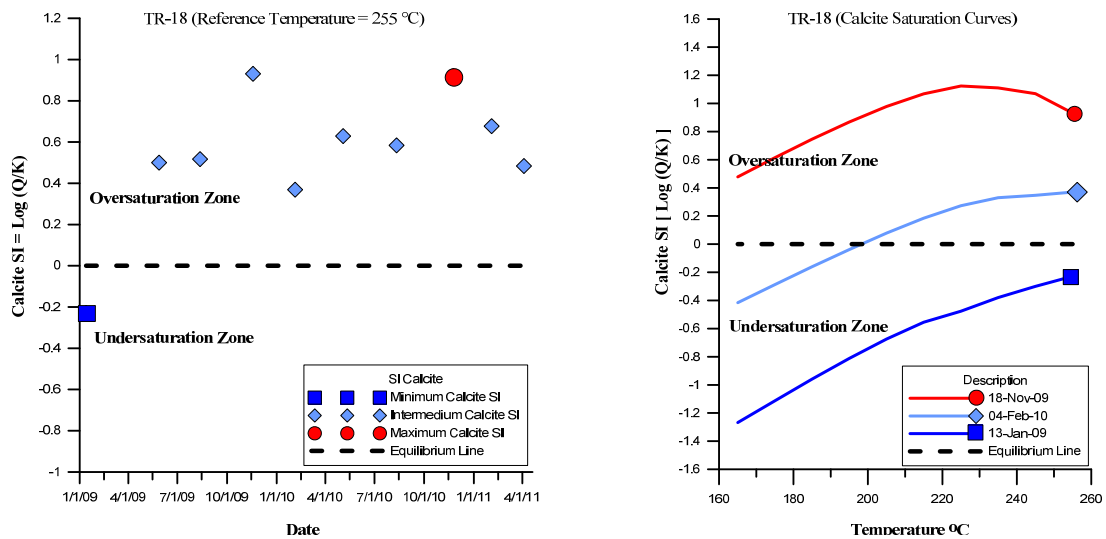 TR-18 (Reference Temperature = 255 ºC)
1.2
1
0.8
0.6
0.4
0.2
0
-0.2
-0.4
-0.6
-0.8
-1
Calcite SI = Log (Q/K)
Oversaturation Zone
Undersaturation Zone
SI Calcite
Minimum Calcite SI
Intermedium Calcite SI
Maximum Calcite SI
Equilibrium Line
1/1/09 4/1/09 7/1/09 10/1/09 1/1/10 4/1/10 7/1/10 10/1/10 1/1/11 4/1/11
Date
TR-18 (Calcite Saturation Curves)
1.6
1.4
1.2
1
0.8
0.6
0.4
0.2
0
-0.2
-0.4
-0.6
-0.8
-1
-1.2
-1.4
-1.6
Calcite SI [ Log (Q/K) ]
Oversaturation Zone
Undersaturation Zone
Description
18-Nov-09
04-Feb-10
13-Jan-09
Equilibrium Line
160 180 200 220 240 260
Temperature ºC